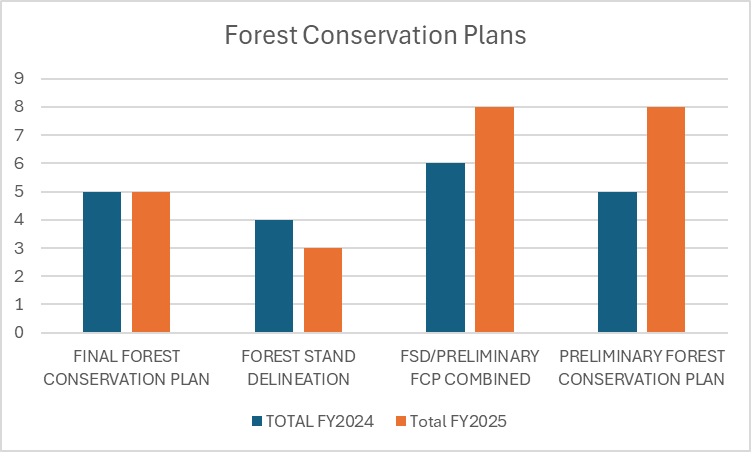 Forest Conservation Plans
9
8
7
6
5
4
3
2
1
0
FINAL FOREST
CONSERVATION PLAN
FOREST STAND
DELINEATION
FSD/PRELIMINARY
FCP COMBINED
PRELIMINARY FOREST
CONSERVATION PLAN
TOTAL FY2024
Total FY2025